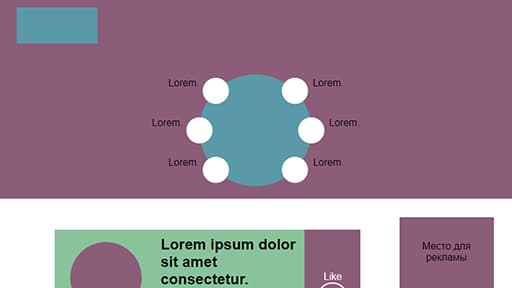 Lorem. Lorem.
Lorem. Lorem.
Lorem. Lorem.
Lorem ipsum dolor
sit amet
consectetur.
Like
Место для
рекламы